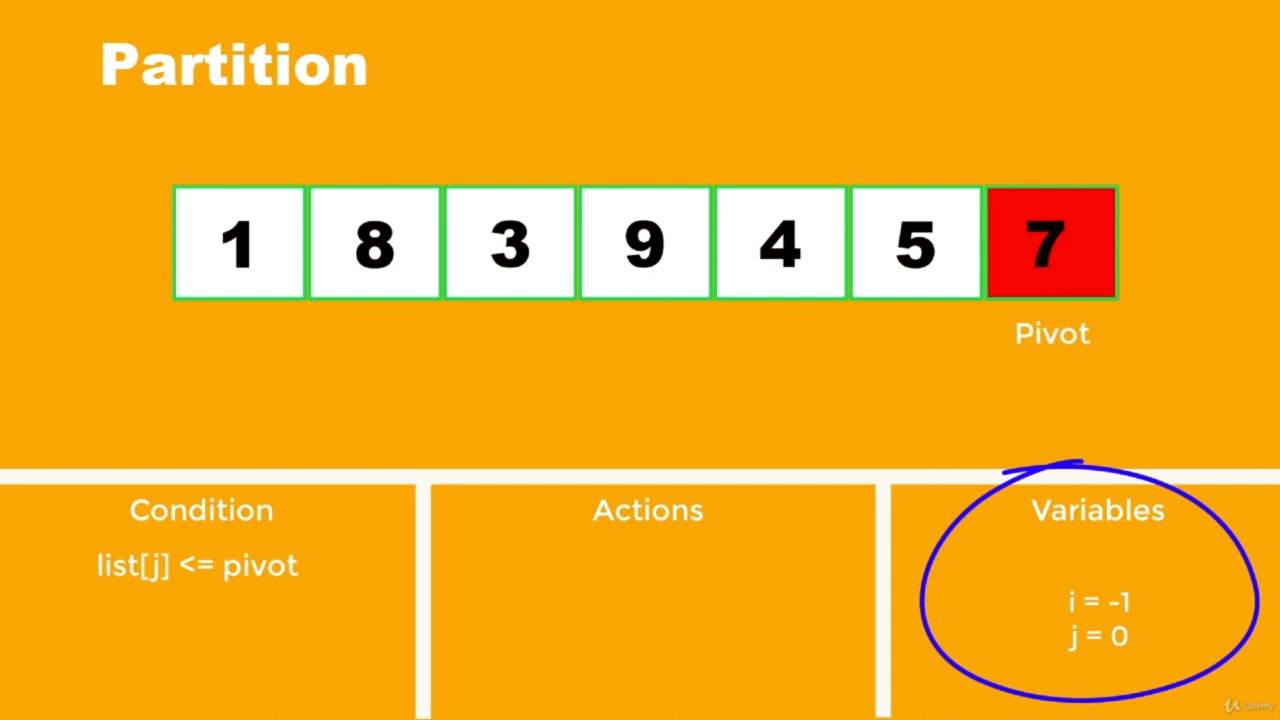 Partition
1 8 3 9 4 5 7
Pivot
Condition
list[j] <= pivot
Actions
Variables
i = -1
j = 0
Udemy